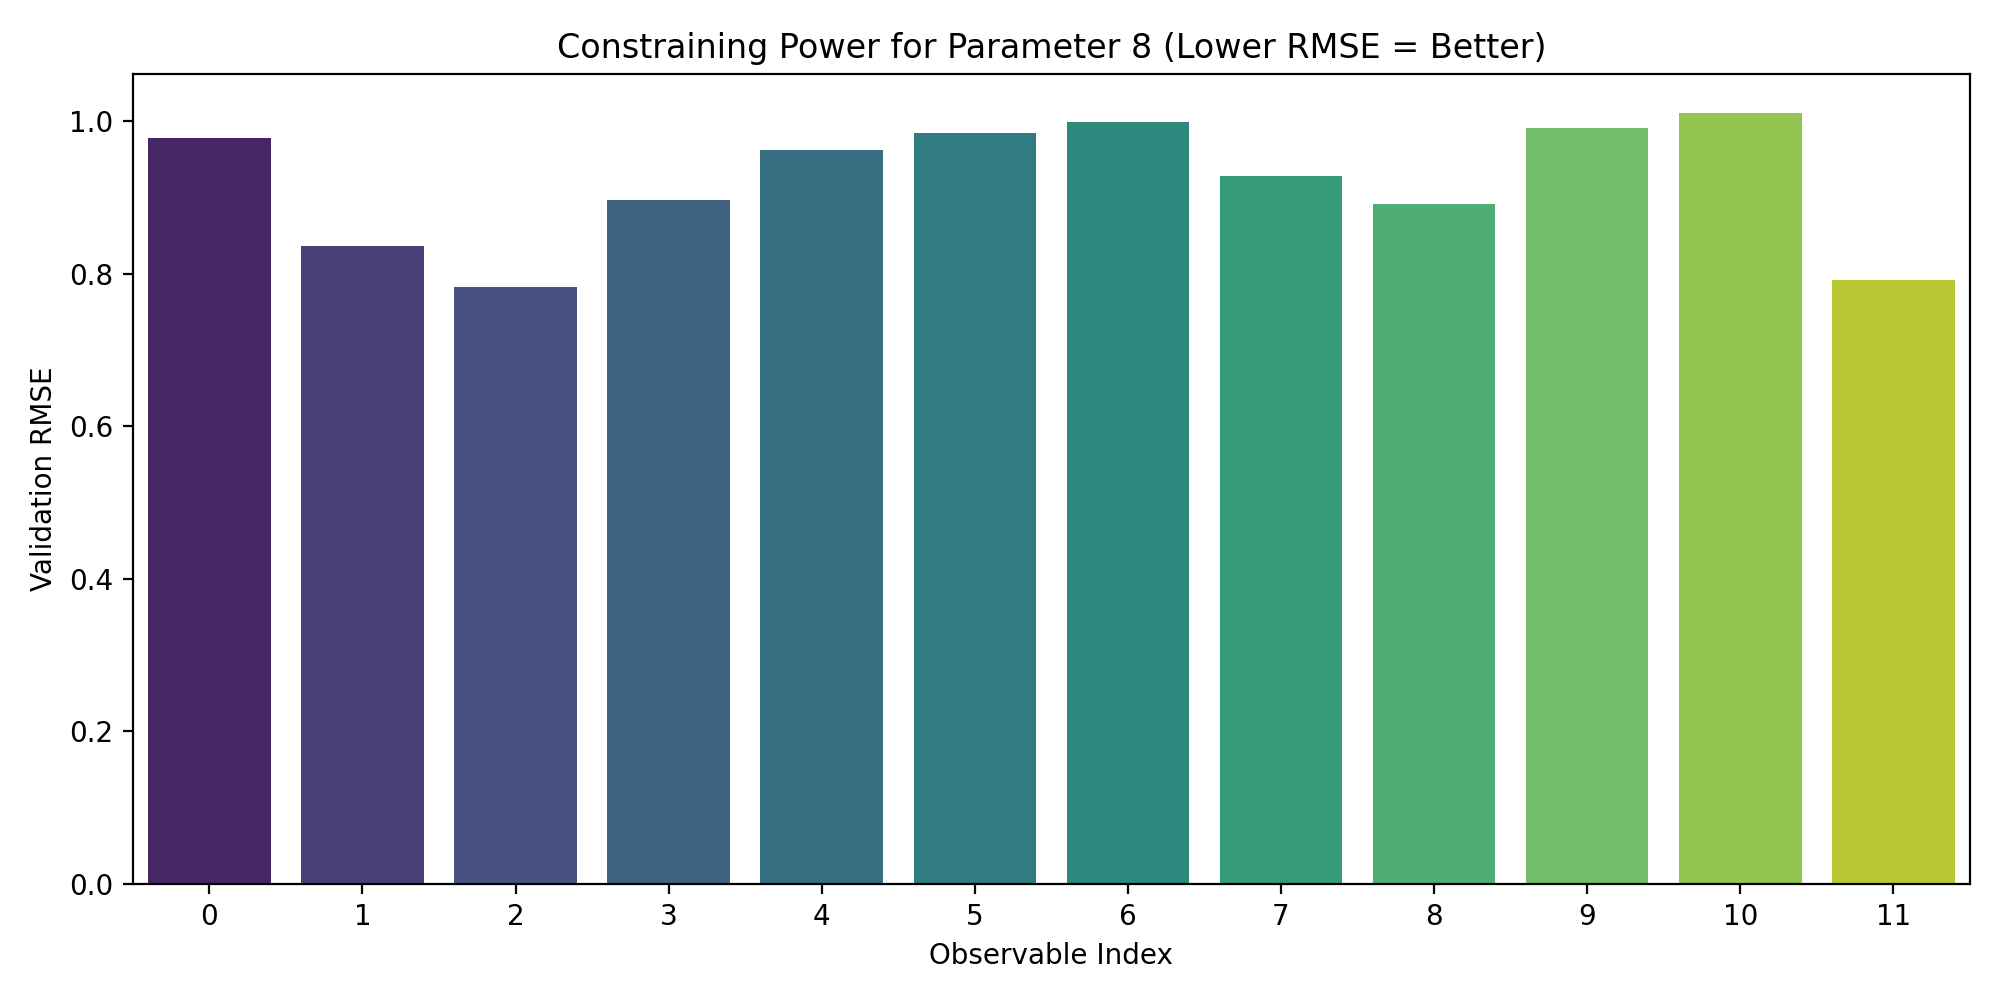 Constraining Power for Parameter 8 (Lower RMSE = Better)
Validation RMSE
1.0
0.8
0.6
0.4
0.2
0.0
0 1 2 3 4 5 6 7 8 9 10 11
Observable Index